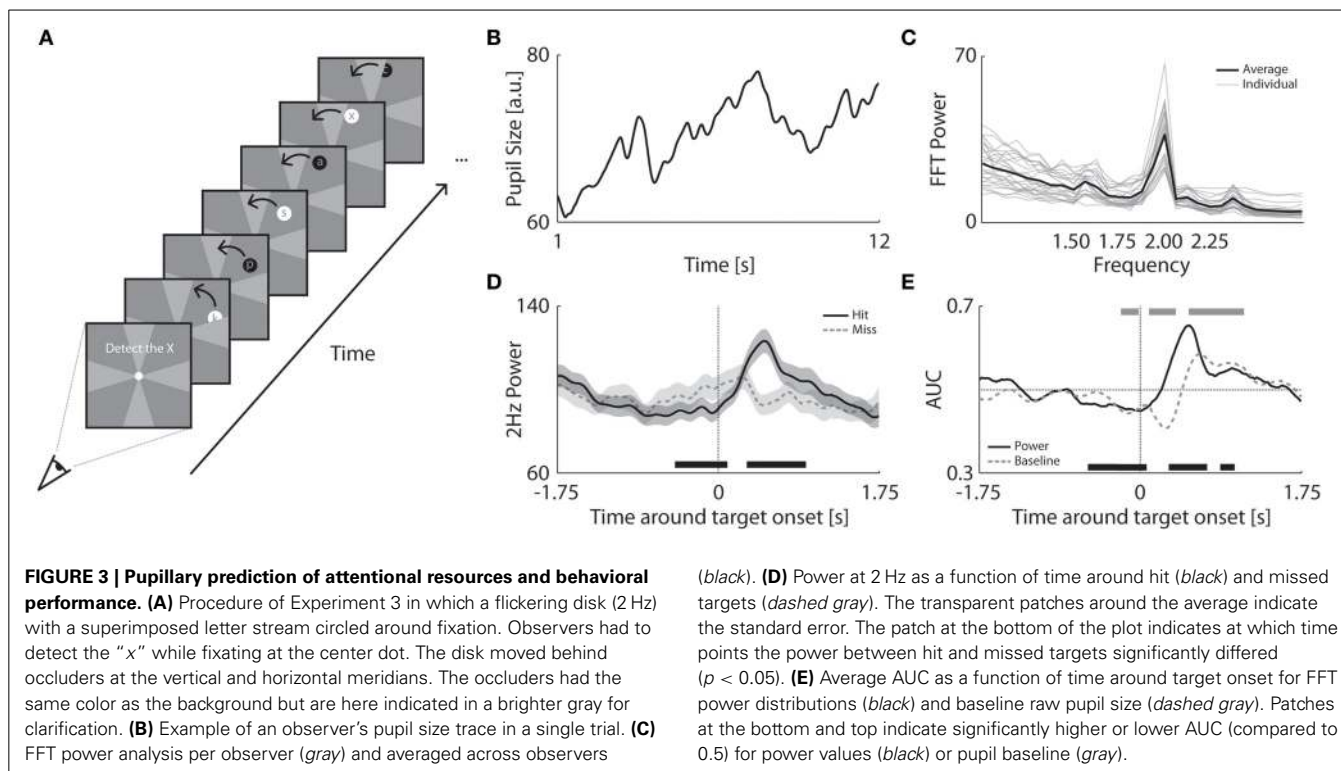 A
Detect the X
k
p
s
a
x
...
Time
B
80
Pupil Size [a.u.]
60
1
12
Time [s]
C
70
FFT Power
0
Average
Individual
1.50 1.75 2.00 2.25
Frequency
D
140
2Hz Power
60
Hit
Miss
-1.75
0
1.75
Time around target onset [s]
E
0.7
AUC
0.3
Power
Baseline
-1.75
0
1.75
Time around target onset [s]
FIGURE 3 | Pupillary prediction of attentional resources and behavioral
performance. (A) Procedure of Experiment 3 in which a flickering disk (2 Hz)
with a superimposed letter stream circled around fixation. Observers had to
detect the “x” while fixating at the center dot. The disk moved behind
occluders at the vertical and horizontal meridians. The occluders had the
same color as the background but are here indicated in a brighter gray for
clarification. (B) Example of an observer’s pupil size trace in a single trial. (C)
FFT power analysis per observer (gray) and averaged across observers
(black). (D) Power at 2 Hz as a function of time around hit (black) and missed
targets (dashed gray). The transparent patches around the average indicate
the standard error. The patch at the bottom of the plot indicates at which time
points the power between hit and missed targets significantly differed
(p < 0.05). (E) Average AUC as a function of time around target onset for FFT
power distributions (black) and baseline raw pupil size (dashed gray). Patches
at the bottom and top indicate significantly higher or lower AUC (compared to
0.5) for power values (black) or pupil baseline (gray).